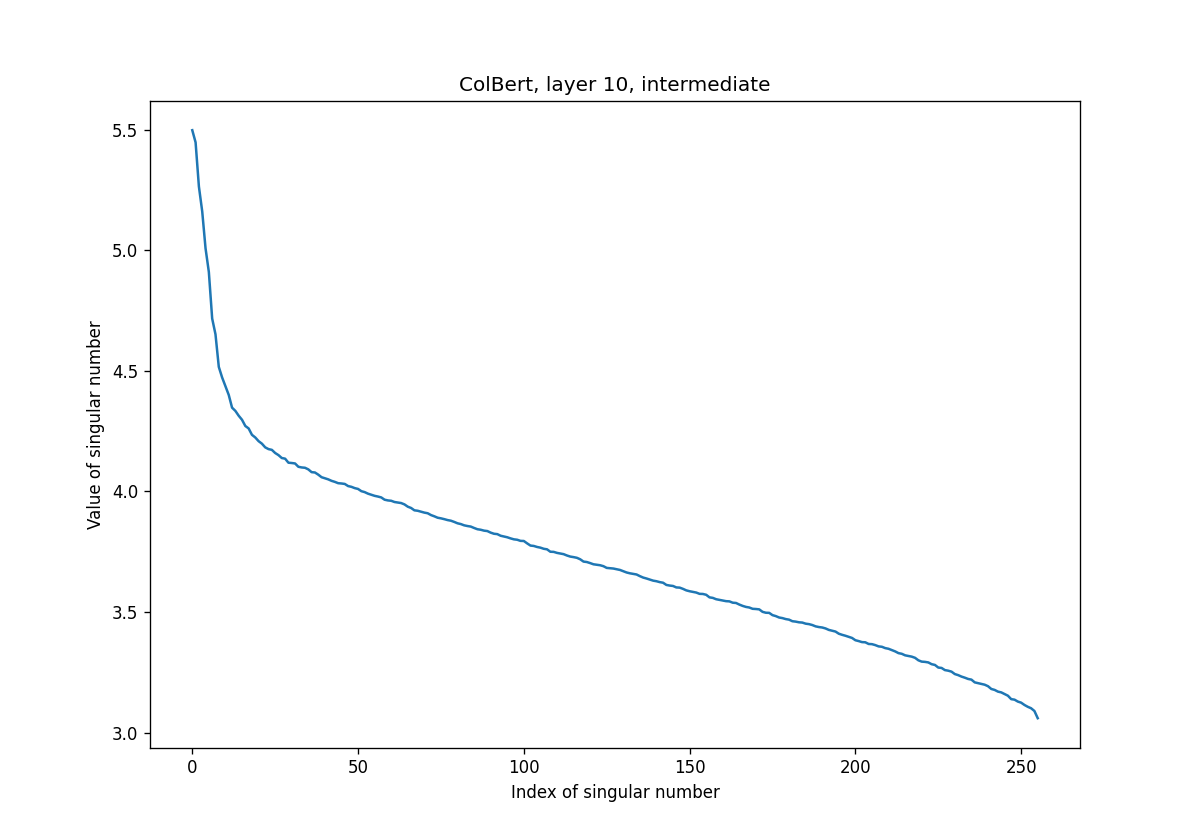 ColBert, layer 10, intermediate
5.5
5.0
4.5
4.0
3.5
3.0
Value of singular number
0 50 100 150 200 250
Index of singular number